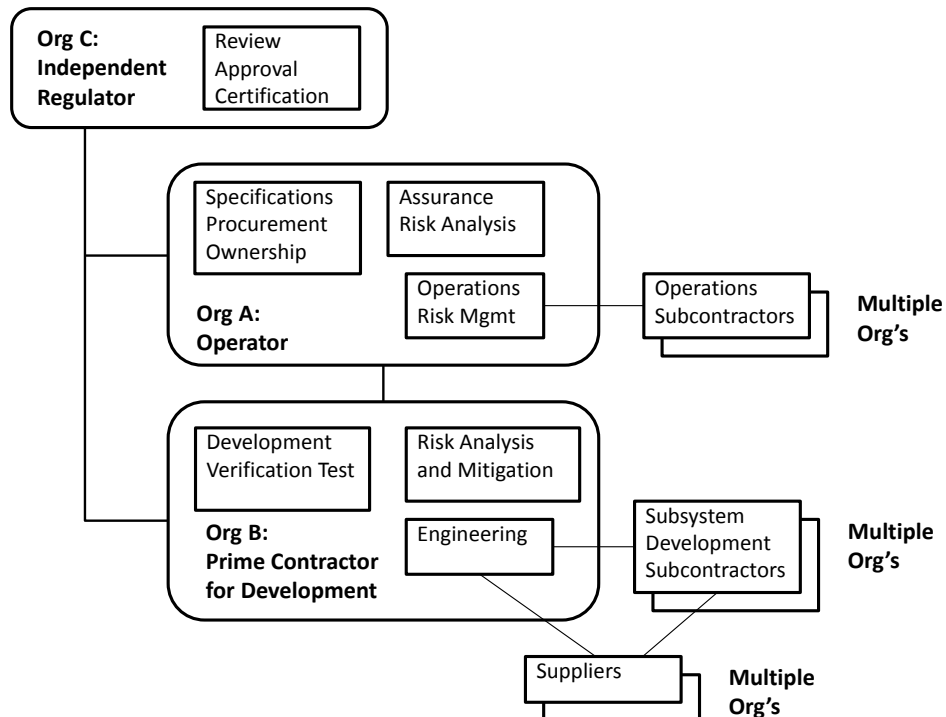 Org C:
Independent
Regulator
Review
Approval
Certification
Specifications
Procurement
Ownership
Assurance
Risk Analysis
Operations
Risk Mgmt
Org A:
Operator
Operations
Subcontractors
Multiple
Org’s
Development
Verification Test
Risk Analysis
and Mitigation
Engineering
Org B:
Prime Contractor
for Development
Subsystem
Development
Subcontractors
Multiple
Org’s
Suppliers
Multiple
Org’s